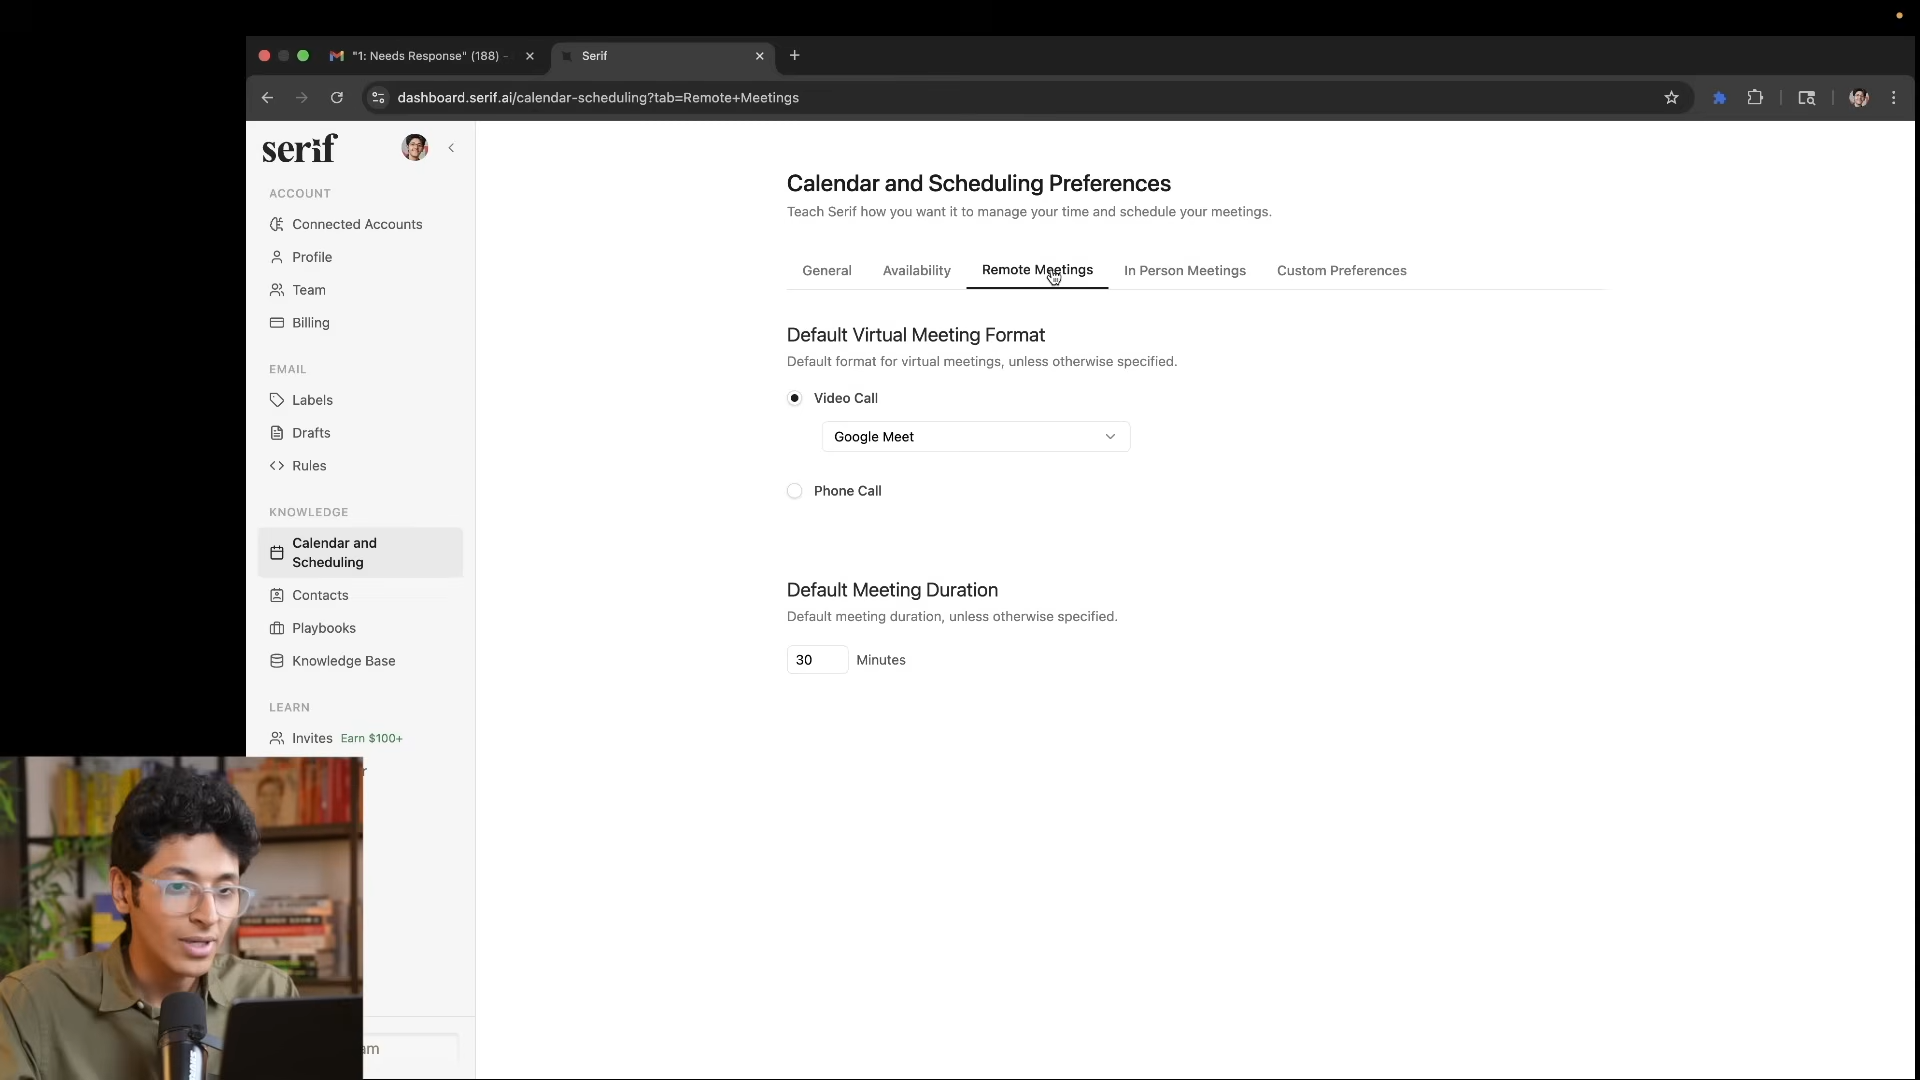 "1: Needs Response" (188) -
Serif
dashboard.serif.ai/calendar-scheduling?tab=Remote+Meetings
serif
ACCOUNT
Connected Accounts
Profile
Team
Billing
EMAIL
Labels
Drafts
Rules
KNOWLEDGE
Calendar and
Scheduling
Contacts
Playbooks
Knowledge Base
LEARN
Invites Earn $100+
Calendar and Scheduling Preferences
Teach Serif how you want it to manage your time and schedule your meetings.
General
Availability
Remote Meetings
In Person Meetings
Custom Preferences
Default Virtual Meeting Format
Default format for virtual meetings, unless otherwise specified.
Video Call
Google Meet
Phone Call
Default Meeting Duration
Default meeting duration, unless otherwise specified.
30 Minutes